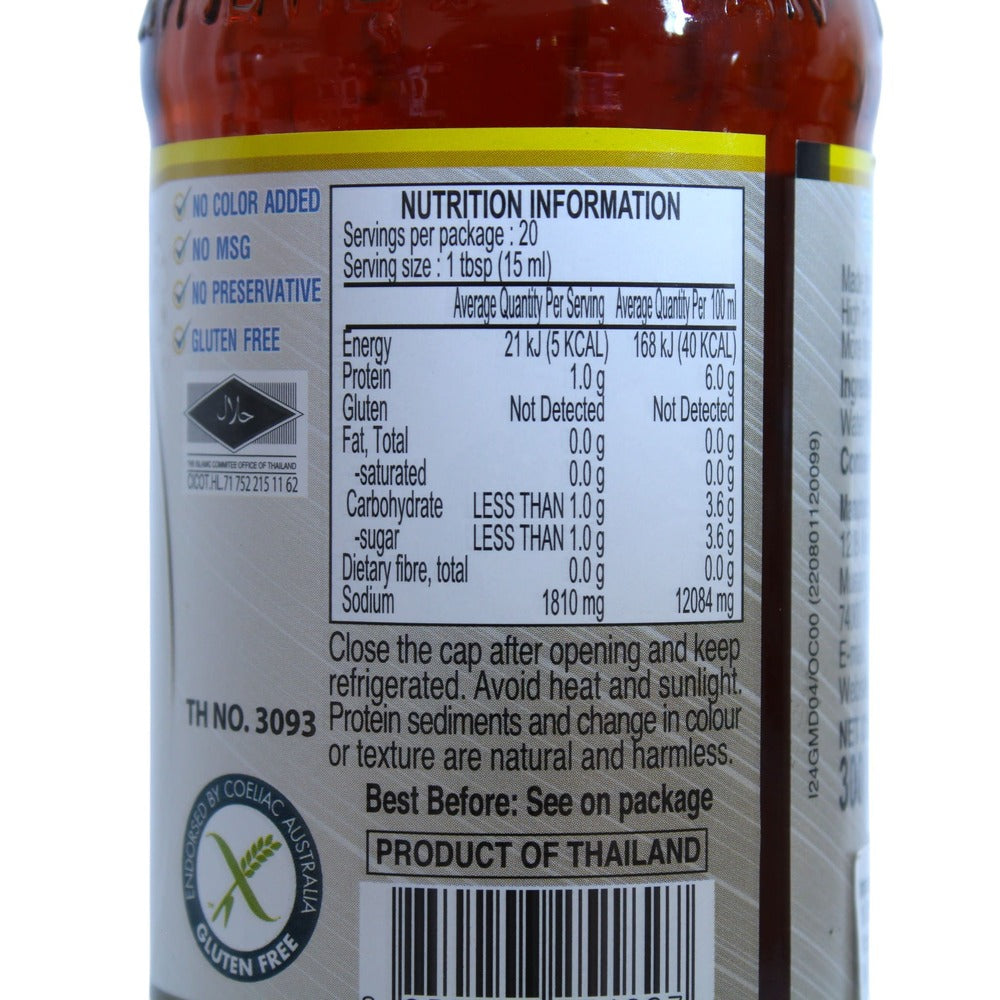 NO COLOR ADDED
NO MSG
NO PRESERVATIVE
GLUTEN FREE
حلال
THE ISLAMIC COMMITTEE OFFICE OF THAILAND
CICOT.HL.71 752 215 11 62
NUTRITION INFORMATION
Servings per package : 20
Serving size : 1 tbsp (15 ml)
Average Quantity Per Serving Average Quantity Per 100 ml
Energy 21 kJ (5 KCAL) 168 kJ (40 KCAL)
Protein 1.0 g 6.0 g
Gluten Not Detected Not Detected
Fat, Total 0.0 g 0.0 g
-saturated 0.0 g 0.0 g
Carbohydrate LESS THAN 1.0 g 3.6 g
-sugar LESS THAN 1.0 g 3.6 g
Dietary fibre, total 0.0 g 0.0 g
Sodium 1810 mg 12084 mg
Close the cap after opening and keep
refrigerated. Avoid heat and sunlight.
Protein sediments and change in colour
or texture are natural and harmless.
TH NO. 3093
Best Before: See on package
PRODUCT OF THAILAND
ENDORSED BY COELIAC AUSTRALIA
GLUTEN FREE
I24GMD04/OC00 (220801120099)